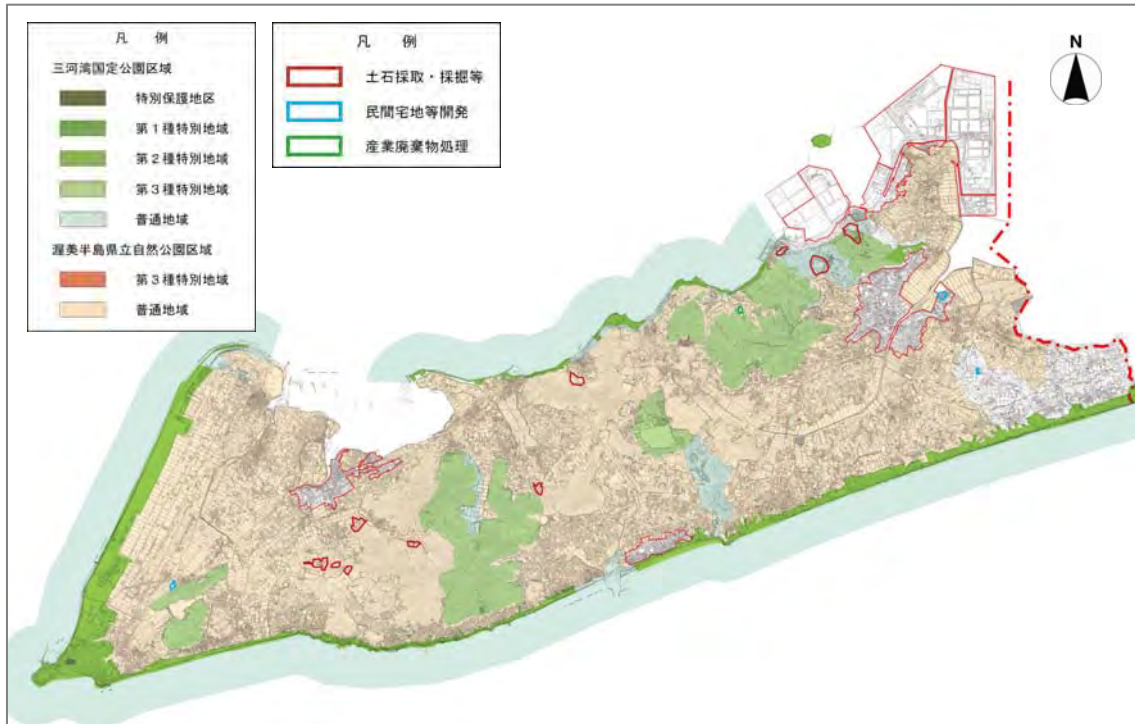 凡 例
三河湾国定公園区域
特別保護地区
第1種特別地域
第2種特別地域
第3種特別地域
普通地域
渥美半島県立自然公園区域
第3種特別地域
普通地域
凡 例
土石採取・採掘等
民間宅地等開発
産業廃棄物処理
N